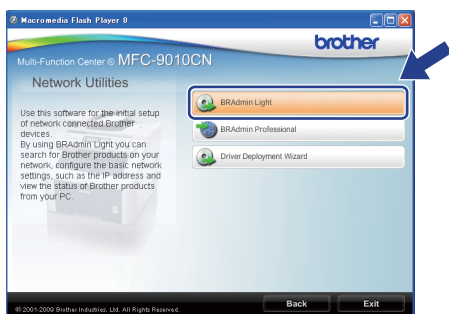 Macromedia Flash Player 8
brother
Multi-Function Center ® MFC-9010CN
Network Utilities
Use this software for the initial setup
of network connected Brother
devices.
By using BRAdmin Light you can
search for Brother products on your
network, configure the basic network
settings, such as the IP address and
view the status of Brother products
from your PC.
BRAdmin Light
BRAdmin Professional
Driver Deployment Wizard
© 2001-2009 Brother Industries, Ltd. All Rights Reserved.
Back
Exit